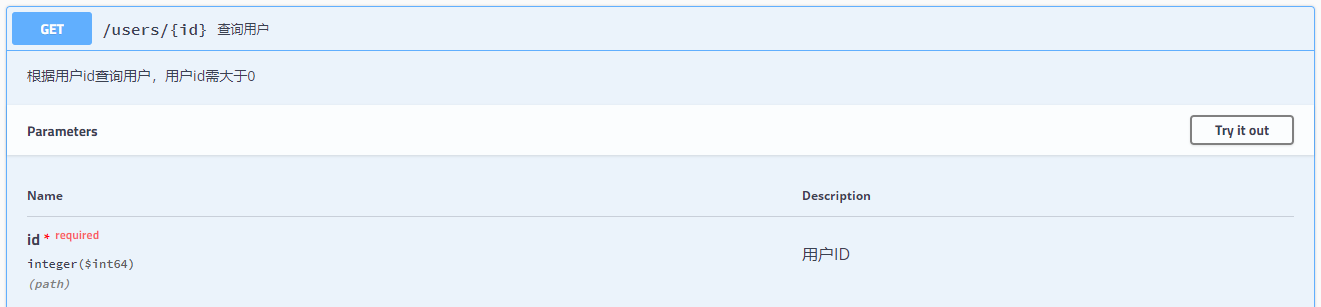 GET /users/{id} 查询用户
根据用户id查询用户，用户id需大于0
Parameters Try it out
Name Description
id * required
integer($int64) 用户ID
(path)